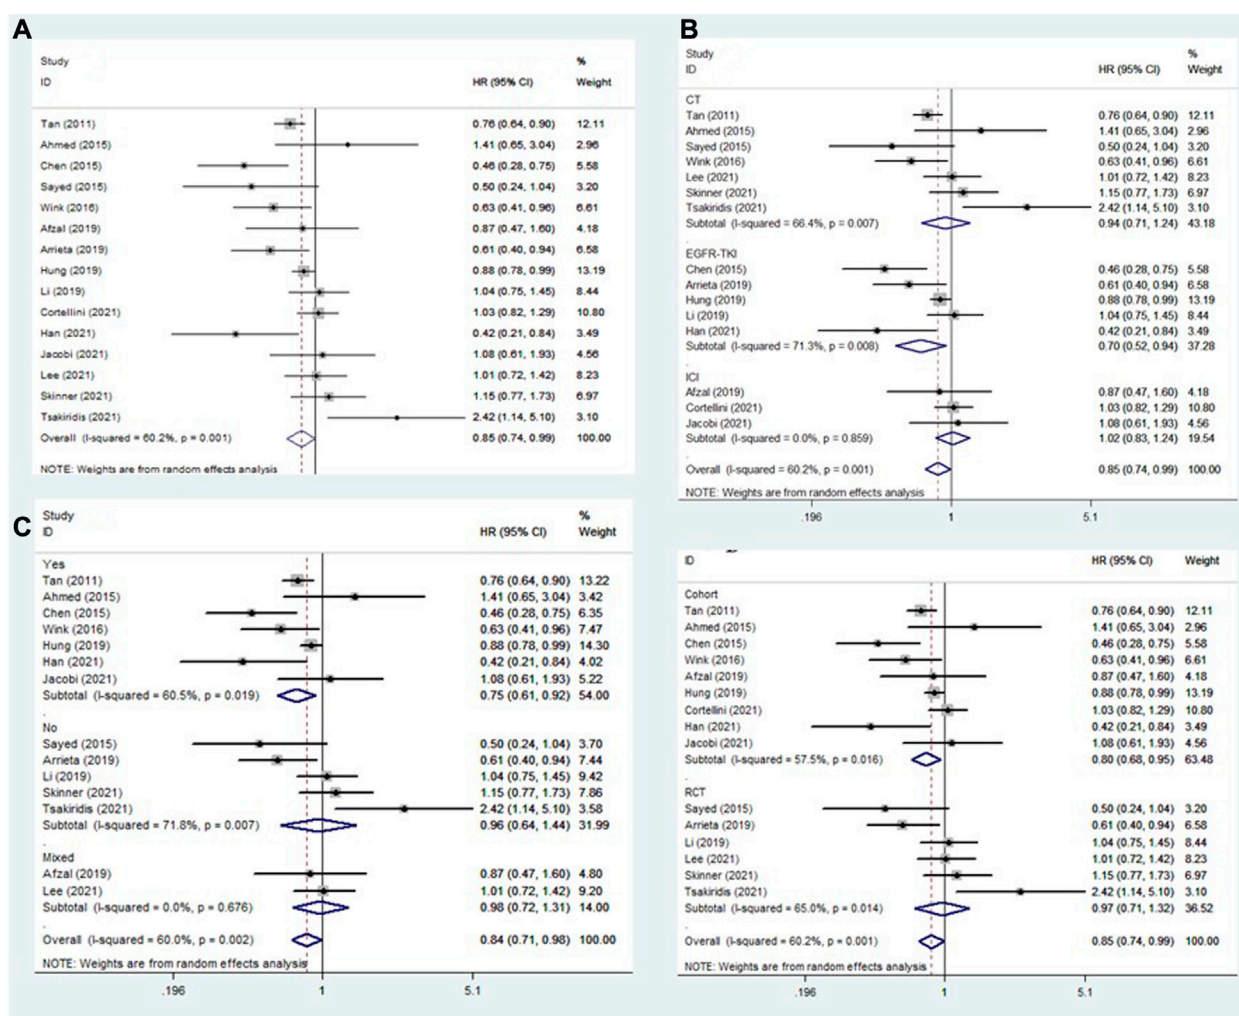 A
Study %
ID HR (95% CI) Weight
Tan (2011) 0.76 (0.64, 0.90) 12.11
Ahmed (2015) 1.41 (0.65, 3.04) 2.96
Chen (2015) 0.46 (0.28, 0.75) 5.58
Sayed (2015) 0.50 (0.24, 1.04) 3.20
Wink (2016) 0.63 (0.41, 0.96) 6.61
Afzal (2019) 0.87 (0.47, 1.60) 4.18
Arrieta (2019) 0.61 (0.40, 0.94) 6.58
Hung (2019) 0.88 (0.78, 0.99) 13.19
Li (2019) 1.04 (0.75, 1.45) 8.44
Cortellini (2021) 1.03 (0.82, 1.29) 10.80
Han (2021) 0.42 (0.21, 0.84) 3.49
Jacobi (2021) 1.08 (0.61, 1.93) 4.56
Lee (2021) 1.01 (0.72, 1.42) 8.23
Skinner (2021) 1.15 (0.77, 1.73) 6.97
Tsakiridis (2021) 2.42 (1.14, 5.10) 3.10
Overall (I-squared = 60.2%, p = 0.001) 0.85 (0.74, 0.99) 100.00
NOTE: Weights are from random effects analysis
B
Study %
ID HR (95% CI) Weight
CT
Tan (2011) 0.76 (0.64, 0.90) 12.11
Ahmed (2015) 1.41 (0.65, 3.04) 2.96
Sayed (2015) 0.50 (0.24, 1.04) 3.20
Wink (2016) 0.63 (0.41, 0.96) 6.61
Lee (2021) 1.01 (0.72, 1.42) 8.23
Skinner (2021) 1.15 (0.77, 1.73) 6.97
Tsakiridis (2021) 2.42 (1.14, 5.10) 3.10
Subtotal (I-squared = 66.4%, p = 0.007) 0.94 (0.71, 1.24) 43.18
.
EGFR-TKI
Chen (2015) 0.46 (0.28, 0.75) 5.58
Arrieta (2019) 0.61 (0.40, 0.94) 6.58
Hung (2019) 0.88 (0.78, 0.99) 13.19
Li (2019) 1.04 (0.75, 1.45) 8.44
Han (2021) 0.42 (0.21, 0.84) 3.49
Subtotal (I-squared = 71.3%, p = 0.008) 0.70 (0.52, 0.94) 37.28
.
ICI
Afzal (2019) 0.87 (0.47, 1.60) 4.18
Cortellini (2021) 1.03 (0.82, 1.29) 10.80
Jacobi (2021) 1.08 (0.61, 1.93) 4.56
Subtotal (I-squared = 0.0%, p = 0.859) 1.02 (0.83, 1.24) 19.54
.
Overall (I-squared = 60.2%, p = 0.001) 0.85 (0.74, 0.99) 100.00
NOTE: Weights are from random effects analysis
.196 1 5.1
C
Study %
ID HR (95% CI) Weight
Yes
Tan (2011) 0.76 (0.64, 0.90) 13.22
Ahmed (2015) 1.41 (0.65, 3.04) 3.42
Chen (2015) 0.46 (0.28, 0.75) 6.35
Wink (2016) 0.63 (0.41, 0.96) 7.47
Hung (2019) 0.88 (0.78, 0.99) 14.30
Han (2021) 0.42 (0.21, 0.84) 4.02
Jacobi (2021) 1.08 (0.61, 1.93) 5.22
Subtotal (I-squared = 60.5%, p = 0.019) 0.75 (0.61, 0.92) 54.00
.
No
Sayed (2015) 0.50 (0.24, 1.04) 3.70
Arrieta (2019) 0.61 (0.40, 0.94) 7.44
Li (2019) 1.04 (0.75, 1.45) 9.42
Skinner (2021) 1.15 (0.77, 1.73) 7.86
Tsakiridis (2021) 2.42 (1.14, 5.10) 3.58
Subtotal (I-squared = 71.8%, p = 0.007) 0.96 (0.64, 1.44) 31.99
.
Mixed
Afzal (2019) 0.87 (0.47, 1.60) 4.80
Lee (2021) 1.01 (0.72, 1.42) 9.20
Subtotal (I-squared = 0.0%, p = 0.676) 0.98 (0.72, 1.31) 14.00
.
Overall (I-squared = 60.0%, p = 0.002) 0.84 (0.71, 0.98) 100.00
NOTE: Weights are from random effects analysis
.196 1 5.1
ID HR (95% CI) Weight
Cohort
Tan (2011) 0.76 (0.64, 0.90) 12.11
Ahmed (2015) 1.41 (0.65, 3.04) 2.96
Chen (2015) 0.46 (0.28, 0.75) 5.58
Wink (2016) 0.63 (0.41, 0.96) 6.61
Afzal (2019) 0.87 (0.47, 1.60) 4.18
Hung (2019) 0.88 (0.78, 0.99) 13.19
Cortellini (2021) 1.03 (0.82, 1.29) 10.80
Han (2021) 0.42 (0.21, 0.84) 3.49
Jacobi (2021) 1.08 (0.61, 1.93) 4.56
Subtotal (I-squared = 57.5%, p = 0.016) 0.80 (0.68, 0.95) 63.48
.
RCT
Sayed (2015) 0.50 (0.24, 1.04) 3.20
Arrieta (2019) 0.61 (0.40, 0.94) 6.58
Li (2019) 1.04 (0.75, 1.45) 8.44
Lee (2021) 1.01 (0.72, 1.42) 8.23
Skinner (2021) 1.15 (0.77, 1.73) 6.97
Tsakiridis (2021) 2.42 (1.14, 5.10) 3.10
Subtotal (I-squared = 65.0%, p = 0.014) 0.97 (0.71, 1.32) 36.52
.
Overall (I-squared = 60.2%, p = 0.001) 0.85 (0.74, 0.99) 100.00
NOTE: Weights are from random effects analysis
.196 1 5.1